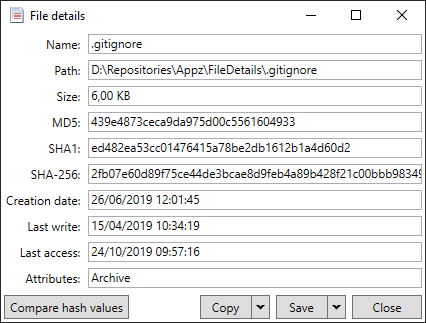 File details
Name: .gitignore
Path: D:\Repositories\Appz\FileDetails\.gitignore
Size: 6,00 KB
MD5: 439e4873ceca9da975d00c5561604933
SHA1: ed482ea53cc01476415a78be2db1612b1a4d60d2
SHA-256: 2fb07e60d89f75ce44de3bcae8d9feb4a89b428f21c00bbb98349
Creation date: 26/06/2019 12:01:45
Last write: 15/04/2019 10:34:19
Last access: 24/10/2019 09:57:16
Attributes: Archive
Compare hash values Copy Save Close